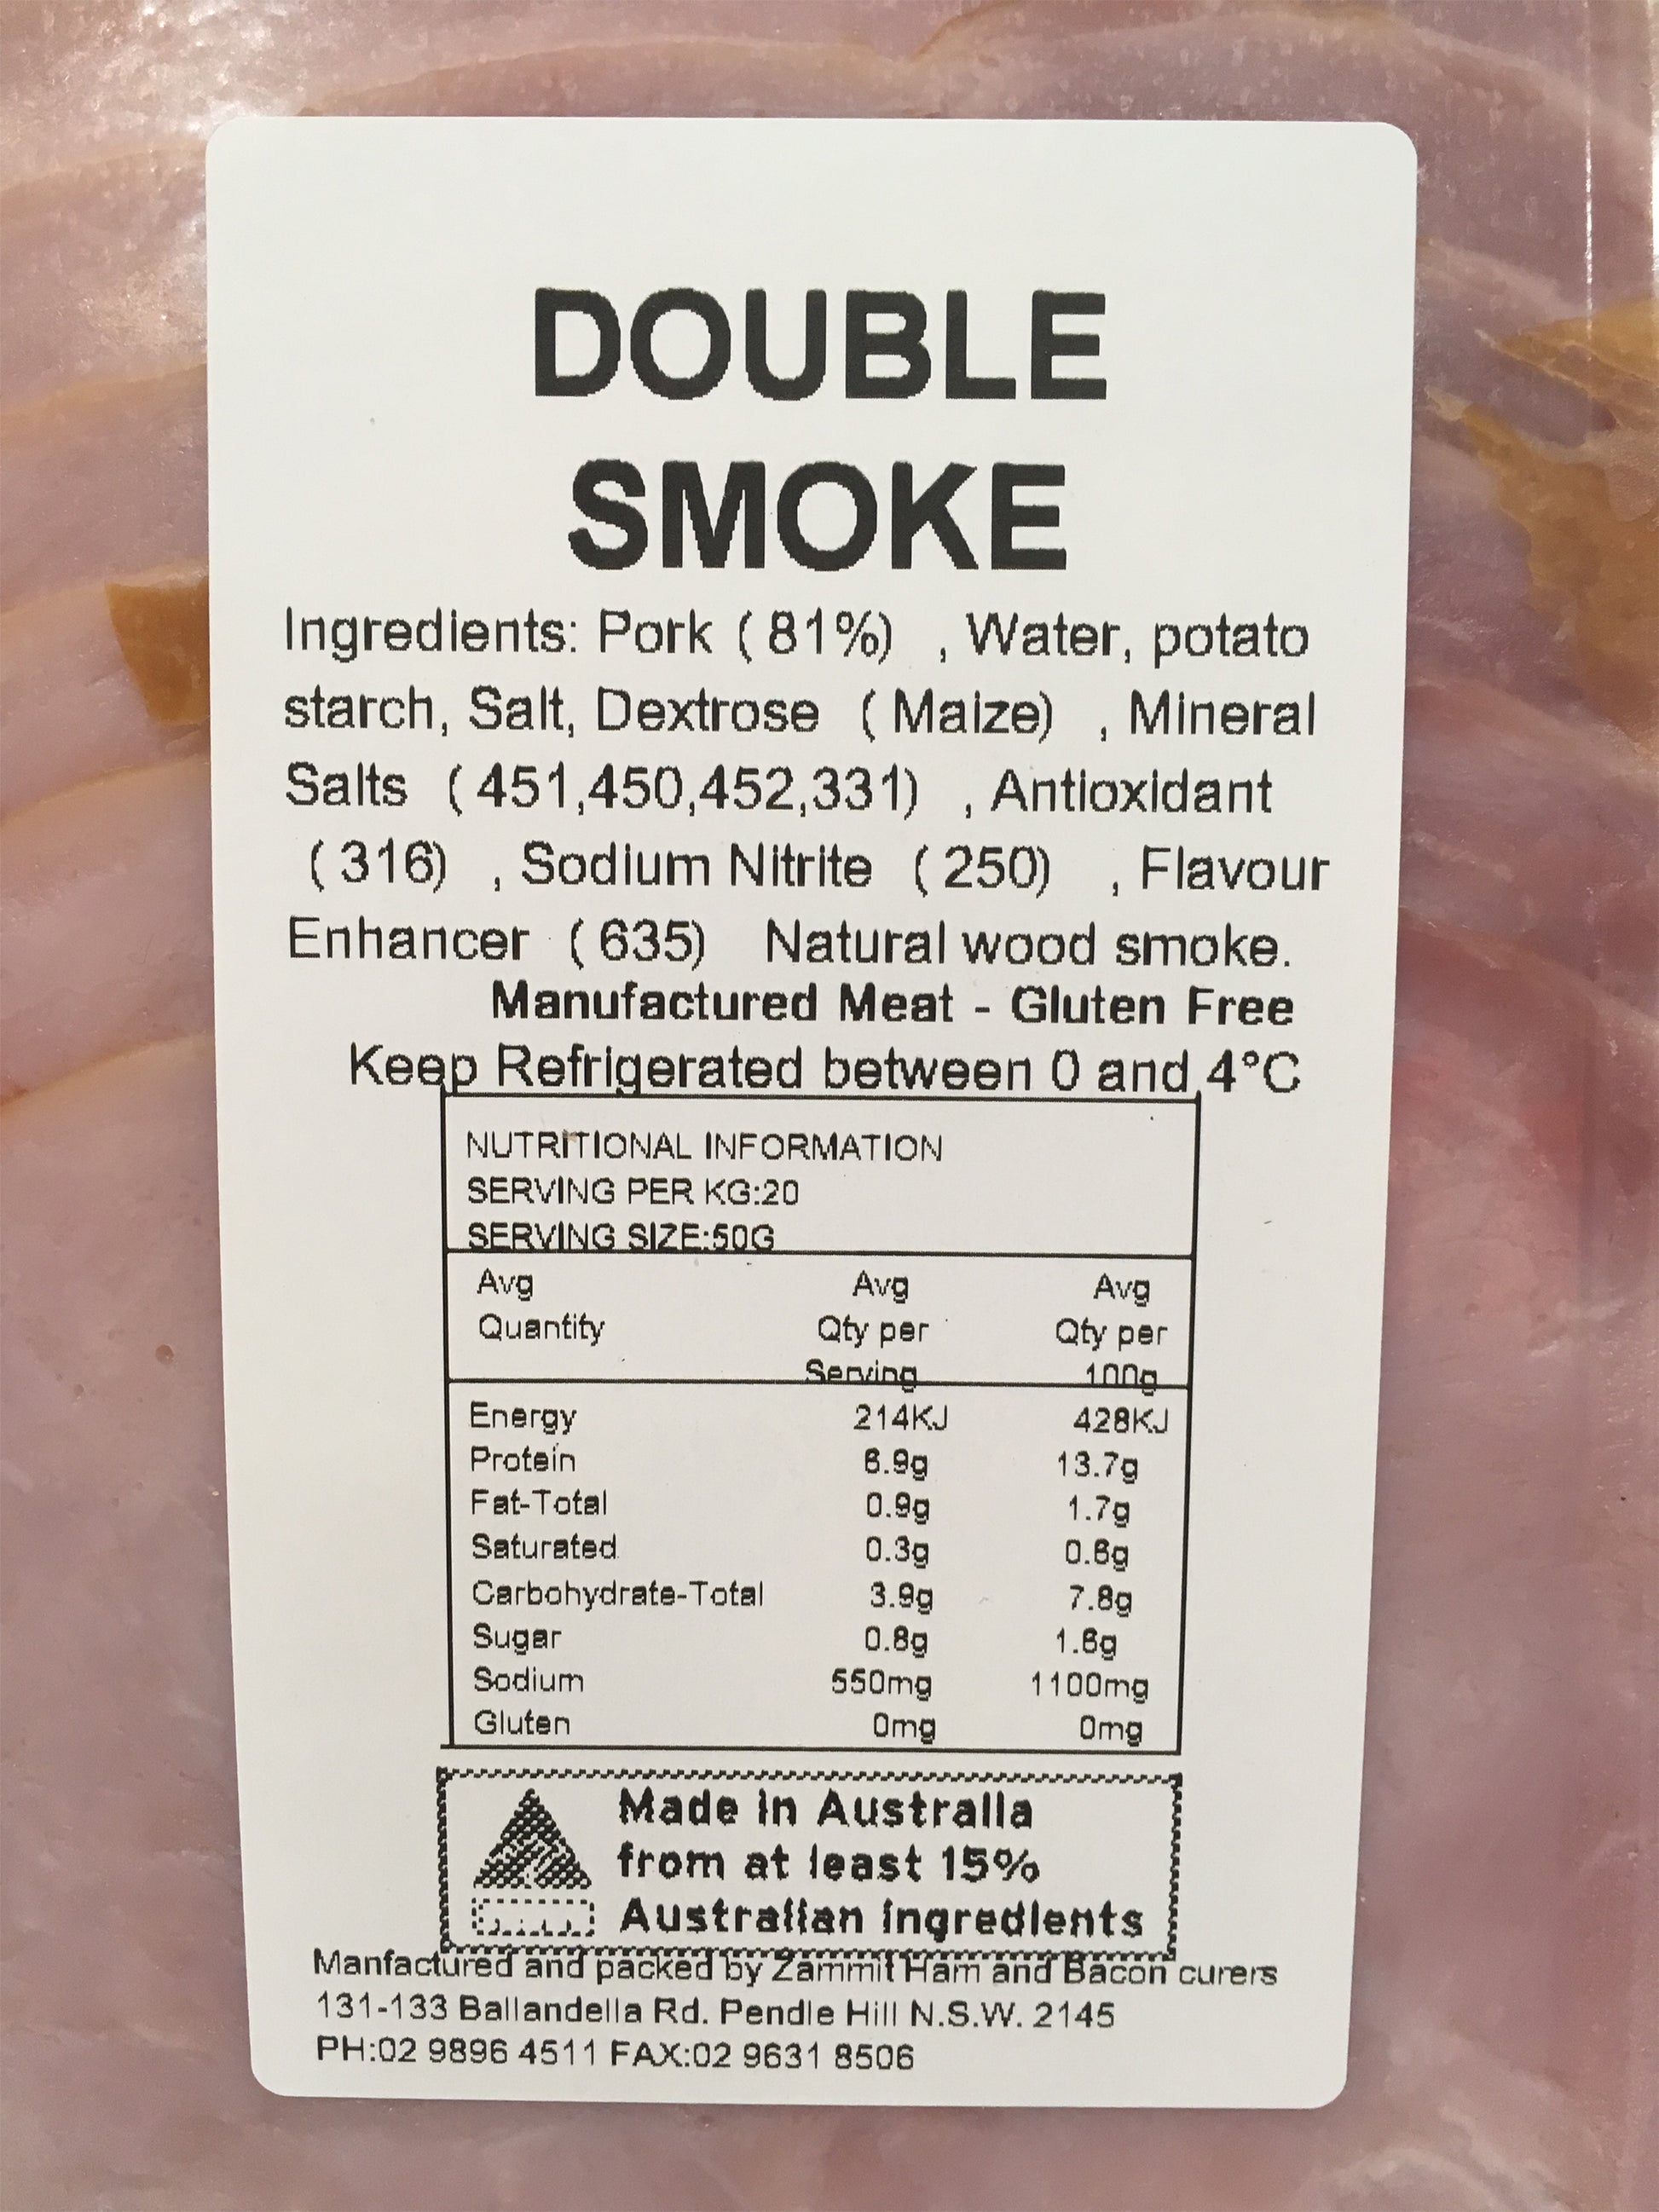 DOUBLE
SMOKE
Ingredients: Pork ( 81%) , Water, potato
starch, Salt, Dextrose ( Maize) , Mineral
Salts ( 451,450,452,331) , Antioxidant
( 316) , Sodium Nitrite ( 250) , Flavour
Enhancer ( 635) Natural wood smoke.
Manufactured Meat - Gluten Free
Keep Refrigerated between 0 and 4°C
NUTRITIONAL INFORMATION
SERVING PER KG:20
SERVING SIZE:50G
Avg Avg Avg
Quantity Qty per Qty per
Serving 100g
Energy 214KJ 428KJ
Protein 6.9g 13.7g
Fat-Total 0.9g 1.7g
Saturated 0.3g 0.6g
Carbohydrate-Total 3.9g 7.8g
Sugar 0.8g 1.6g
Sodium 550mg 1100mg
Gluten 0mg 0mg
Made in Australia
from at least 15%
Australian ingredients
Manfactured and packed by Zammit Ham and Bacon curers
131-133 Ballandella Rd. Pendle Hill N.S.W. 2145
PH:02 9896 4511 FAX:02 9631 8506